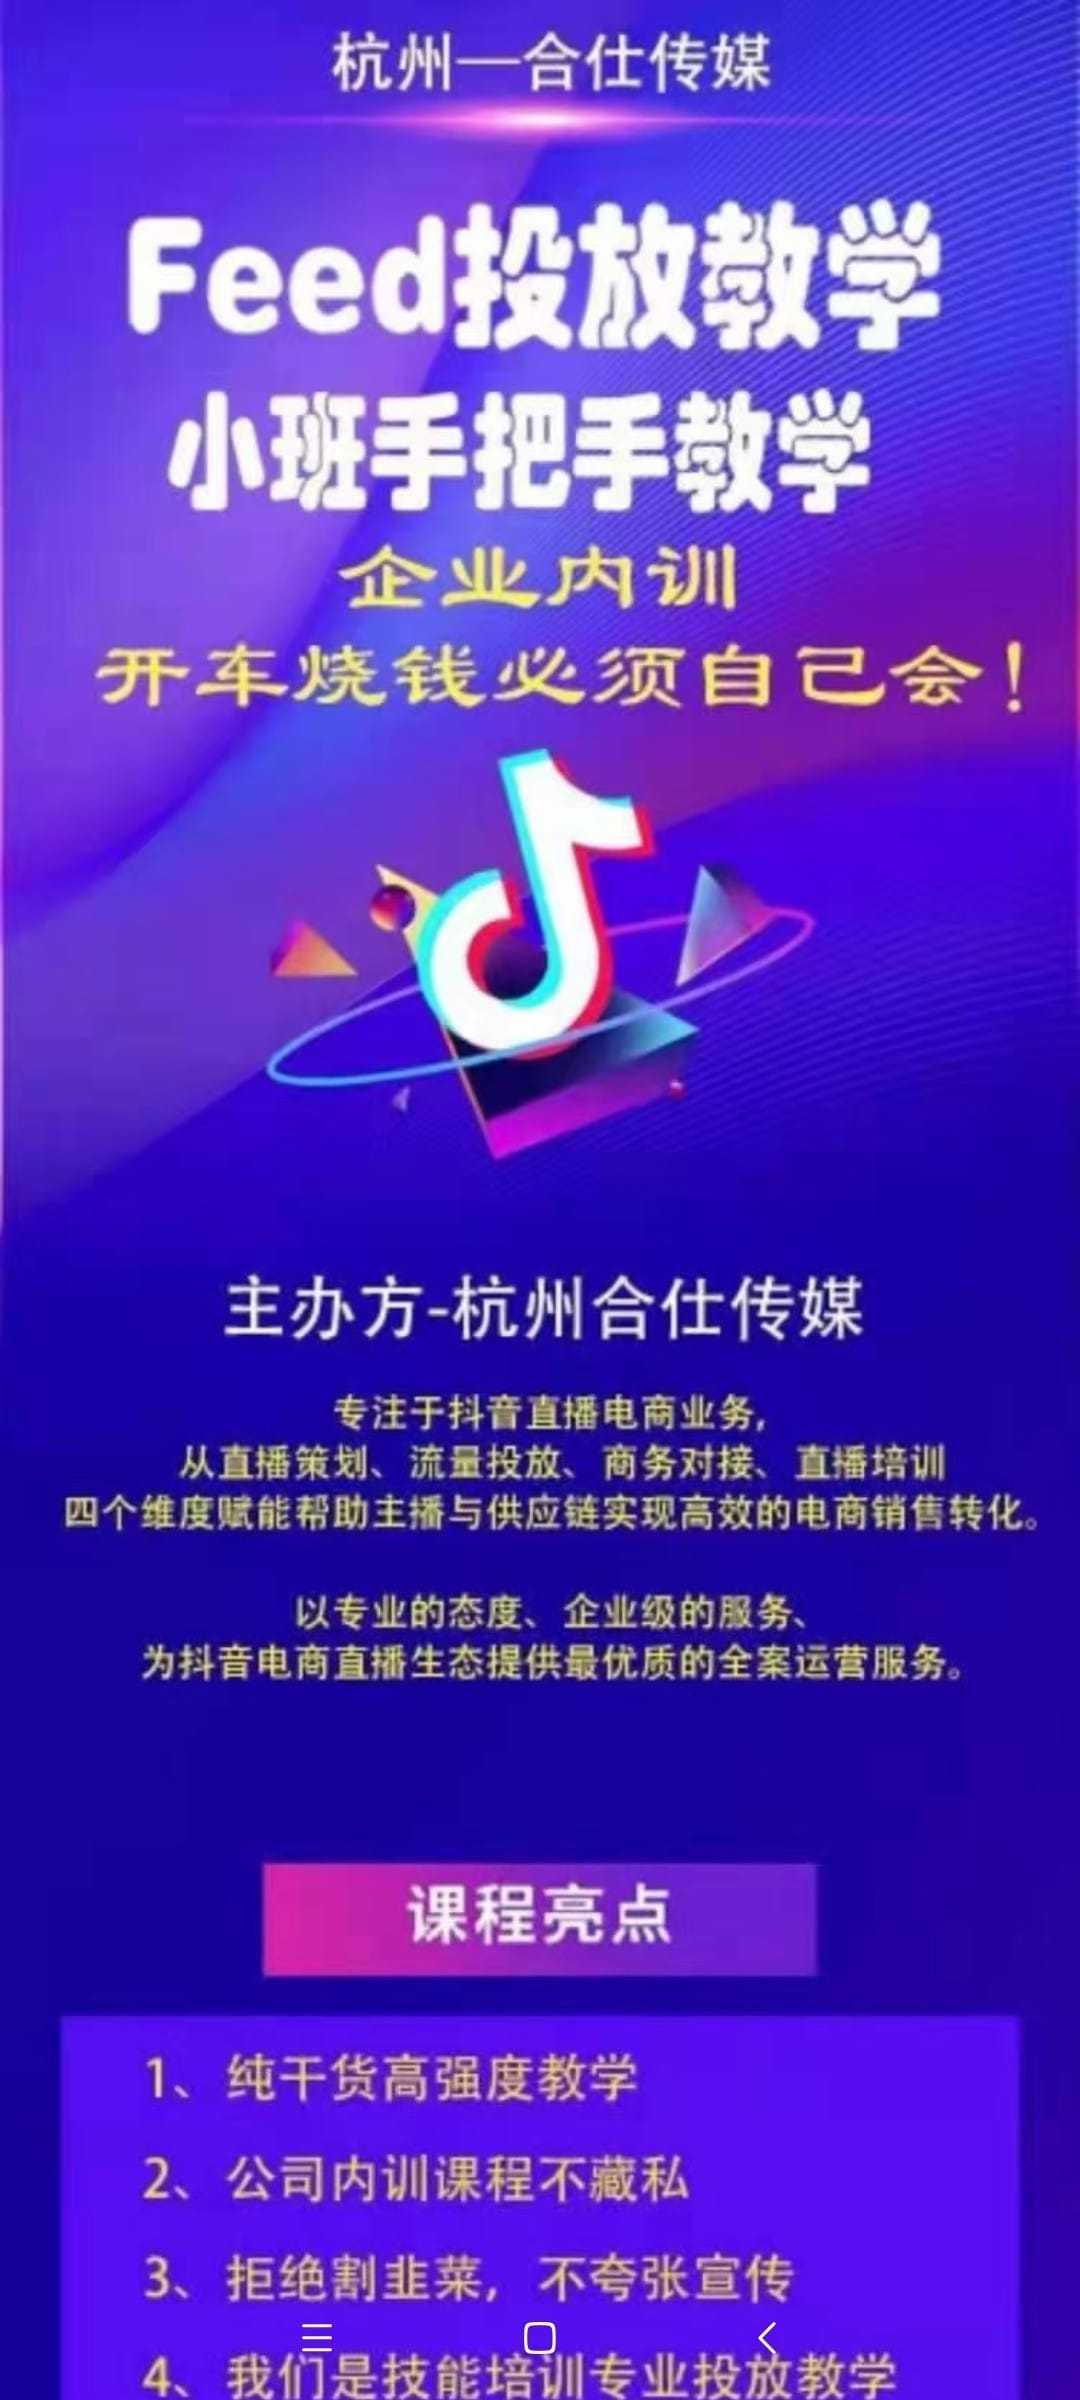 杭州—合仕传媒
Feed投放教学
小班手把手教学
企业内训
开车烧钱必须自己会！
主办方-杭州合仕传媒
专注于抖音直播电商业务,
从直播策划、流量投放、商务对接、直播培训
四个维度赋能帮助主播与供应链实现高效的电商销售转化。
以专业的态度、企业级的服务、
为抖音电商直播生态提供最优质的全案运营服务。
课程亮点
1、纯干货高强度教学
2、公司内训课程不藏私
3、拒绝割韭菜,不夸张宣传
4、我们是技能培训专业投放教学